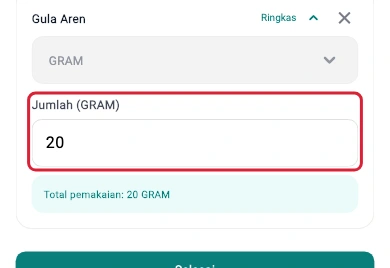 Gula Aren
Ringkas
GRAM
Jumlah (GRAM)
20
Total pemakaian: 20 GRAM